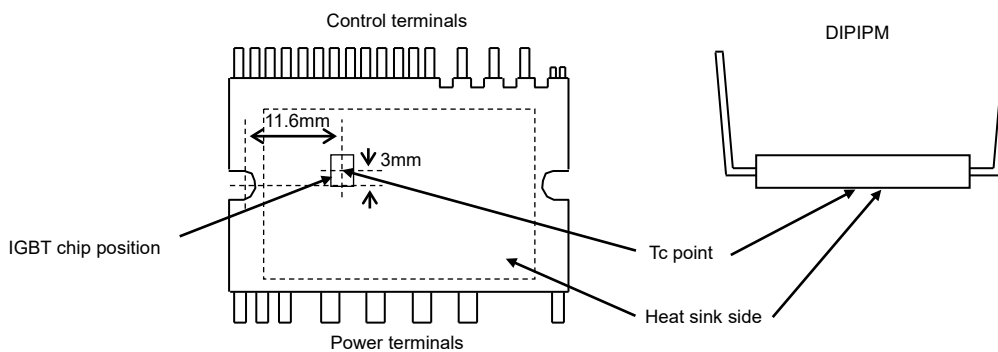 Control terminals
DIPIPM
11.6mm
3mm
IGBT chip position
Tc point
Heat sink side
Power terminals